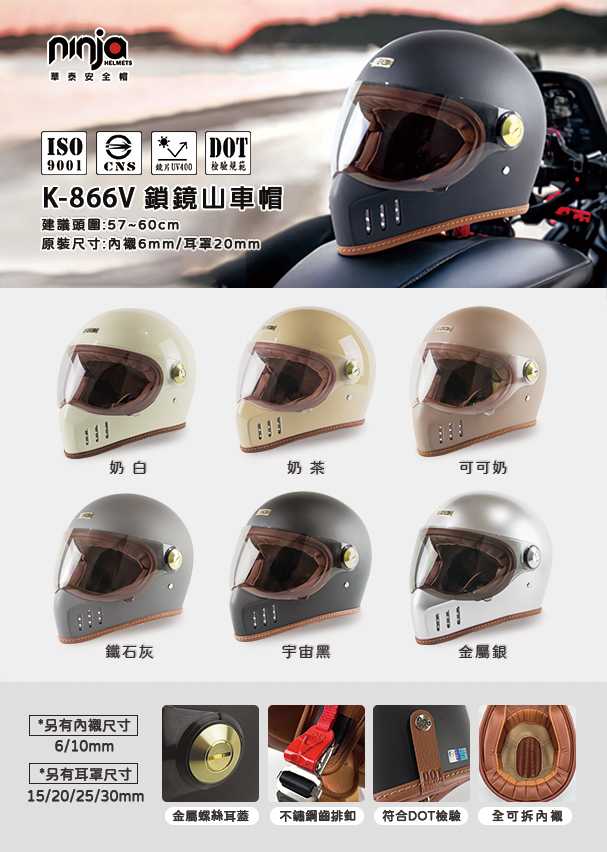 ninja
HELMETS
華泰安全帽
ISO 9001
CNS
鏡片UV400
DOT 檢驗規範
K-866V 鎖鏡山車帽
建議頭圍:57~60cm
原裝尺寸:內襯6mm/耳罩20mm
奶白
奶茶
可可奶
鐵石灰
宇宙黑
金屬銀
*另有內襯尺寸
6/10mm
*另有耳罩尺寸
15/20/25/30mm
DOT
金屬螺絲耳蓋
不鏽鋼齒排釦
符合DOT檢驗
全可拆內襯